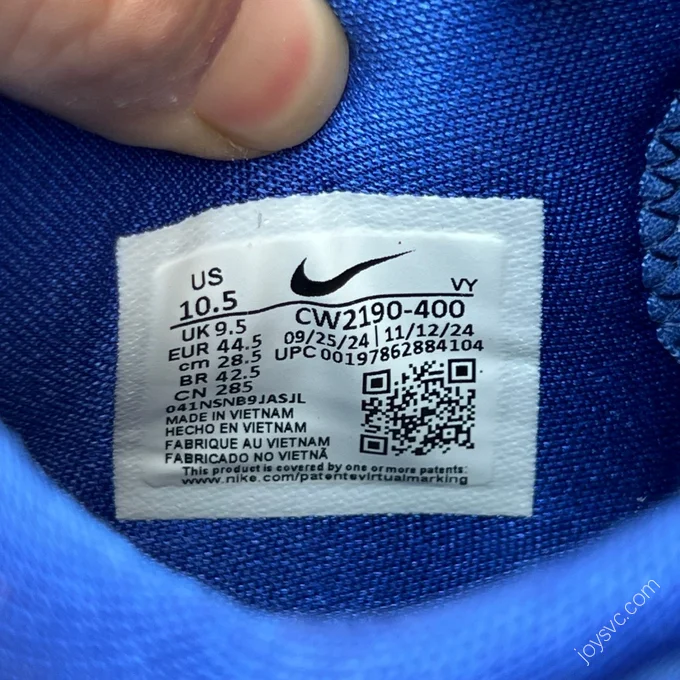 US
10.5
VY
CW2190-400
UK 9.5
09/25/24 | 11/12/24
EUR 44.5
UPC 00197862884104
cm 28.5
BR 42.5
CN 285
041NSNB9JASJL
MADE IN VIETNAM
HECHO EN VIETNAM
FABRIQUE AU VIETNAM
FABRICADO NO VIETNÃ
This product is covered by one or more patents:
www.nike.com/patentsvirtualmarking
joysvc.com